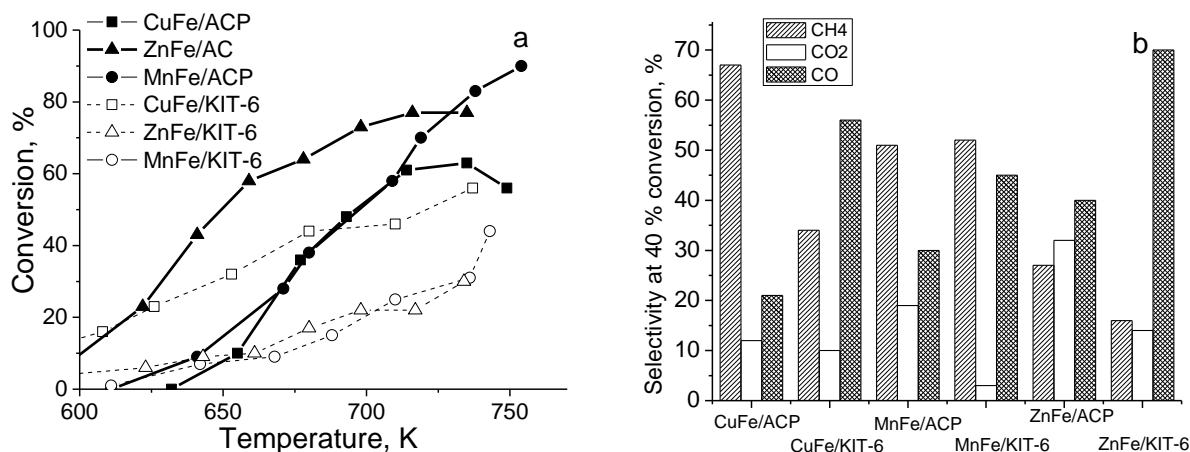 CuFe/ACP
ZnFe/AC
MnFe/ACP
CuFe/KIT-6
ZnFe/KIT-6
MnFe/KIT-6
a
100
80
60
40
20
0
Conversion, %
600 650 700 750
Temperature, K
CH4
CO2
CO
b
70
60
50
40
30
20
10
0
Selectivity at 40 % conversion, %
CuFe/ACP MnFe/ACP ZnFe/ACP
CuFe/KIT-6 MnFe/KIT-6 ZnFe/KIT-6